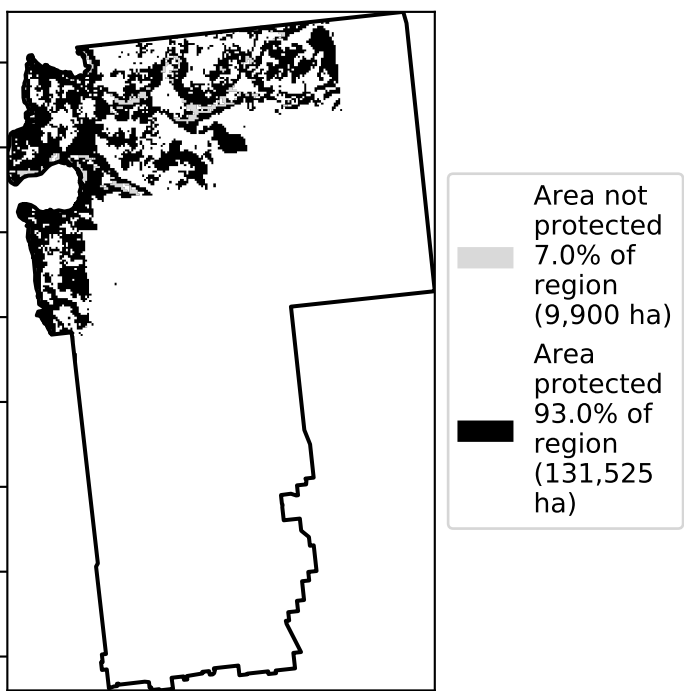 Area not
protected
7.0% of
region
(9,900 ha)
Area
protected
93.0% of
region
(131,525
ha)